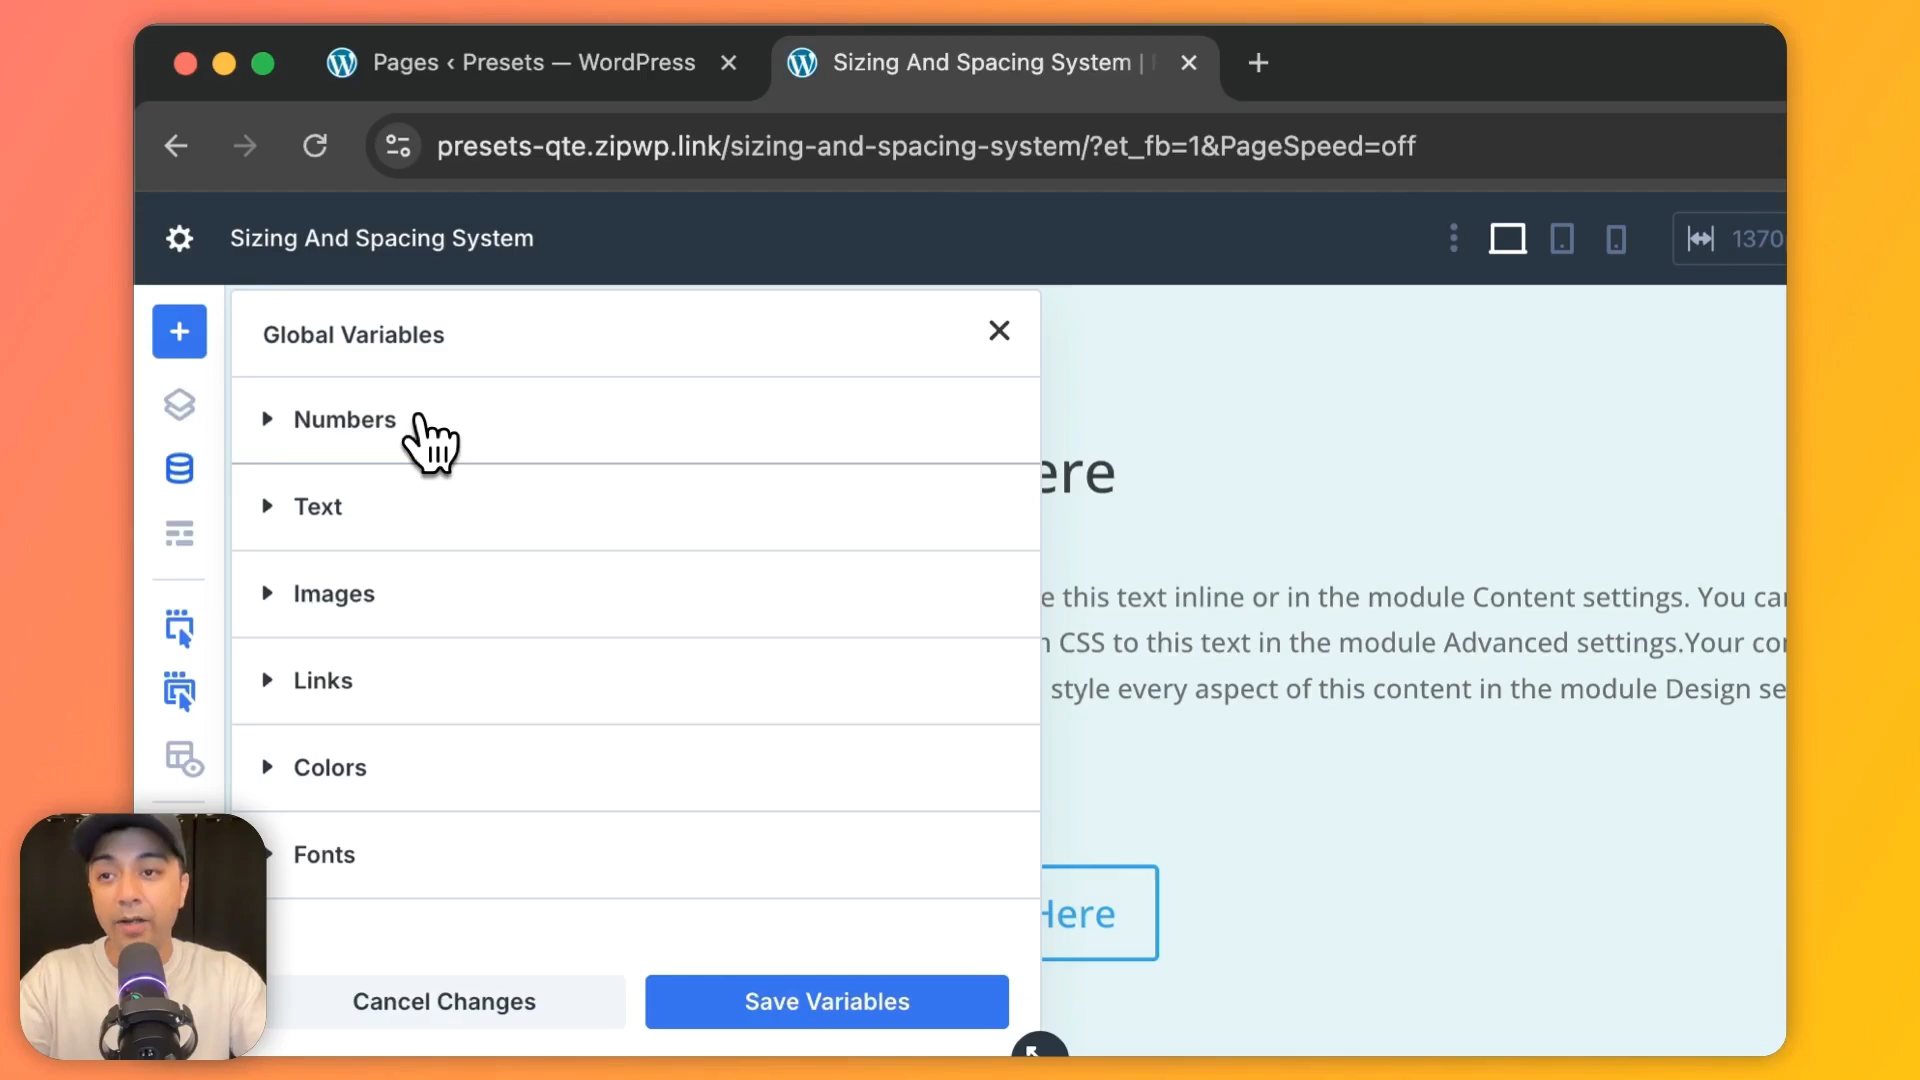 Pages ‹ Presets — WordPress
Sizing And Spacing System |
presets-qte.zipwp.link/sizing-and-spacing-system/?et_fb=1&PageSpeed=off
Sizing And Spacing System
1370
Global Variables
Numbers
Text
Images
Links
Colors
Fonts
Cancel Changes
Save Variables
ere
e this text inline or in the module Content settings. You can
CSS to this text in the module Advanced settings.Your con
style every aspect of this content in the module Design se
Here